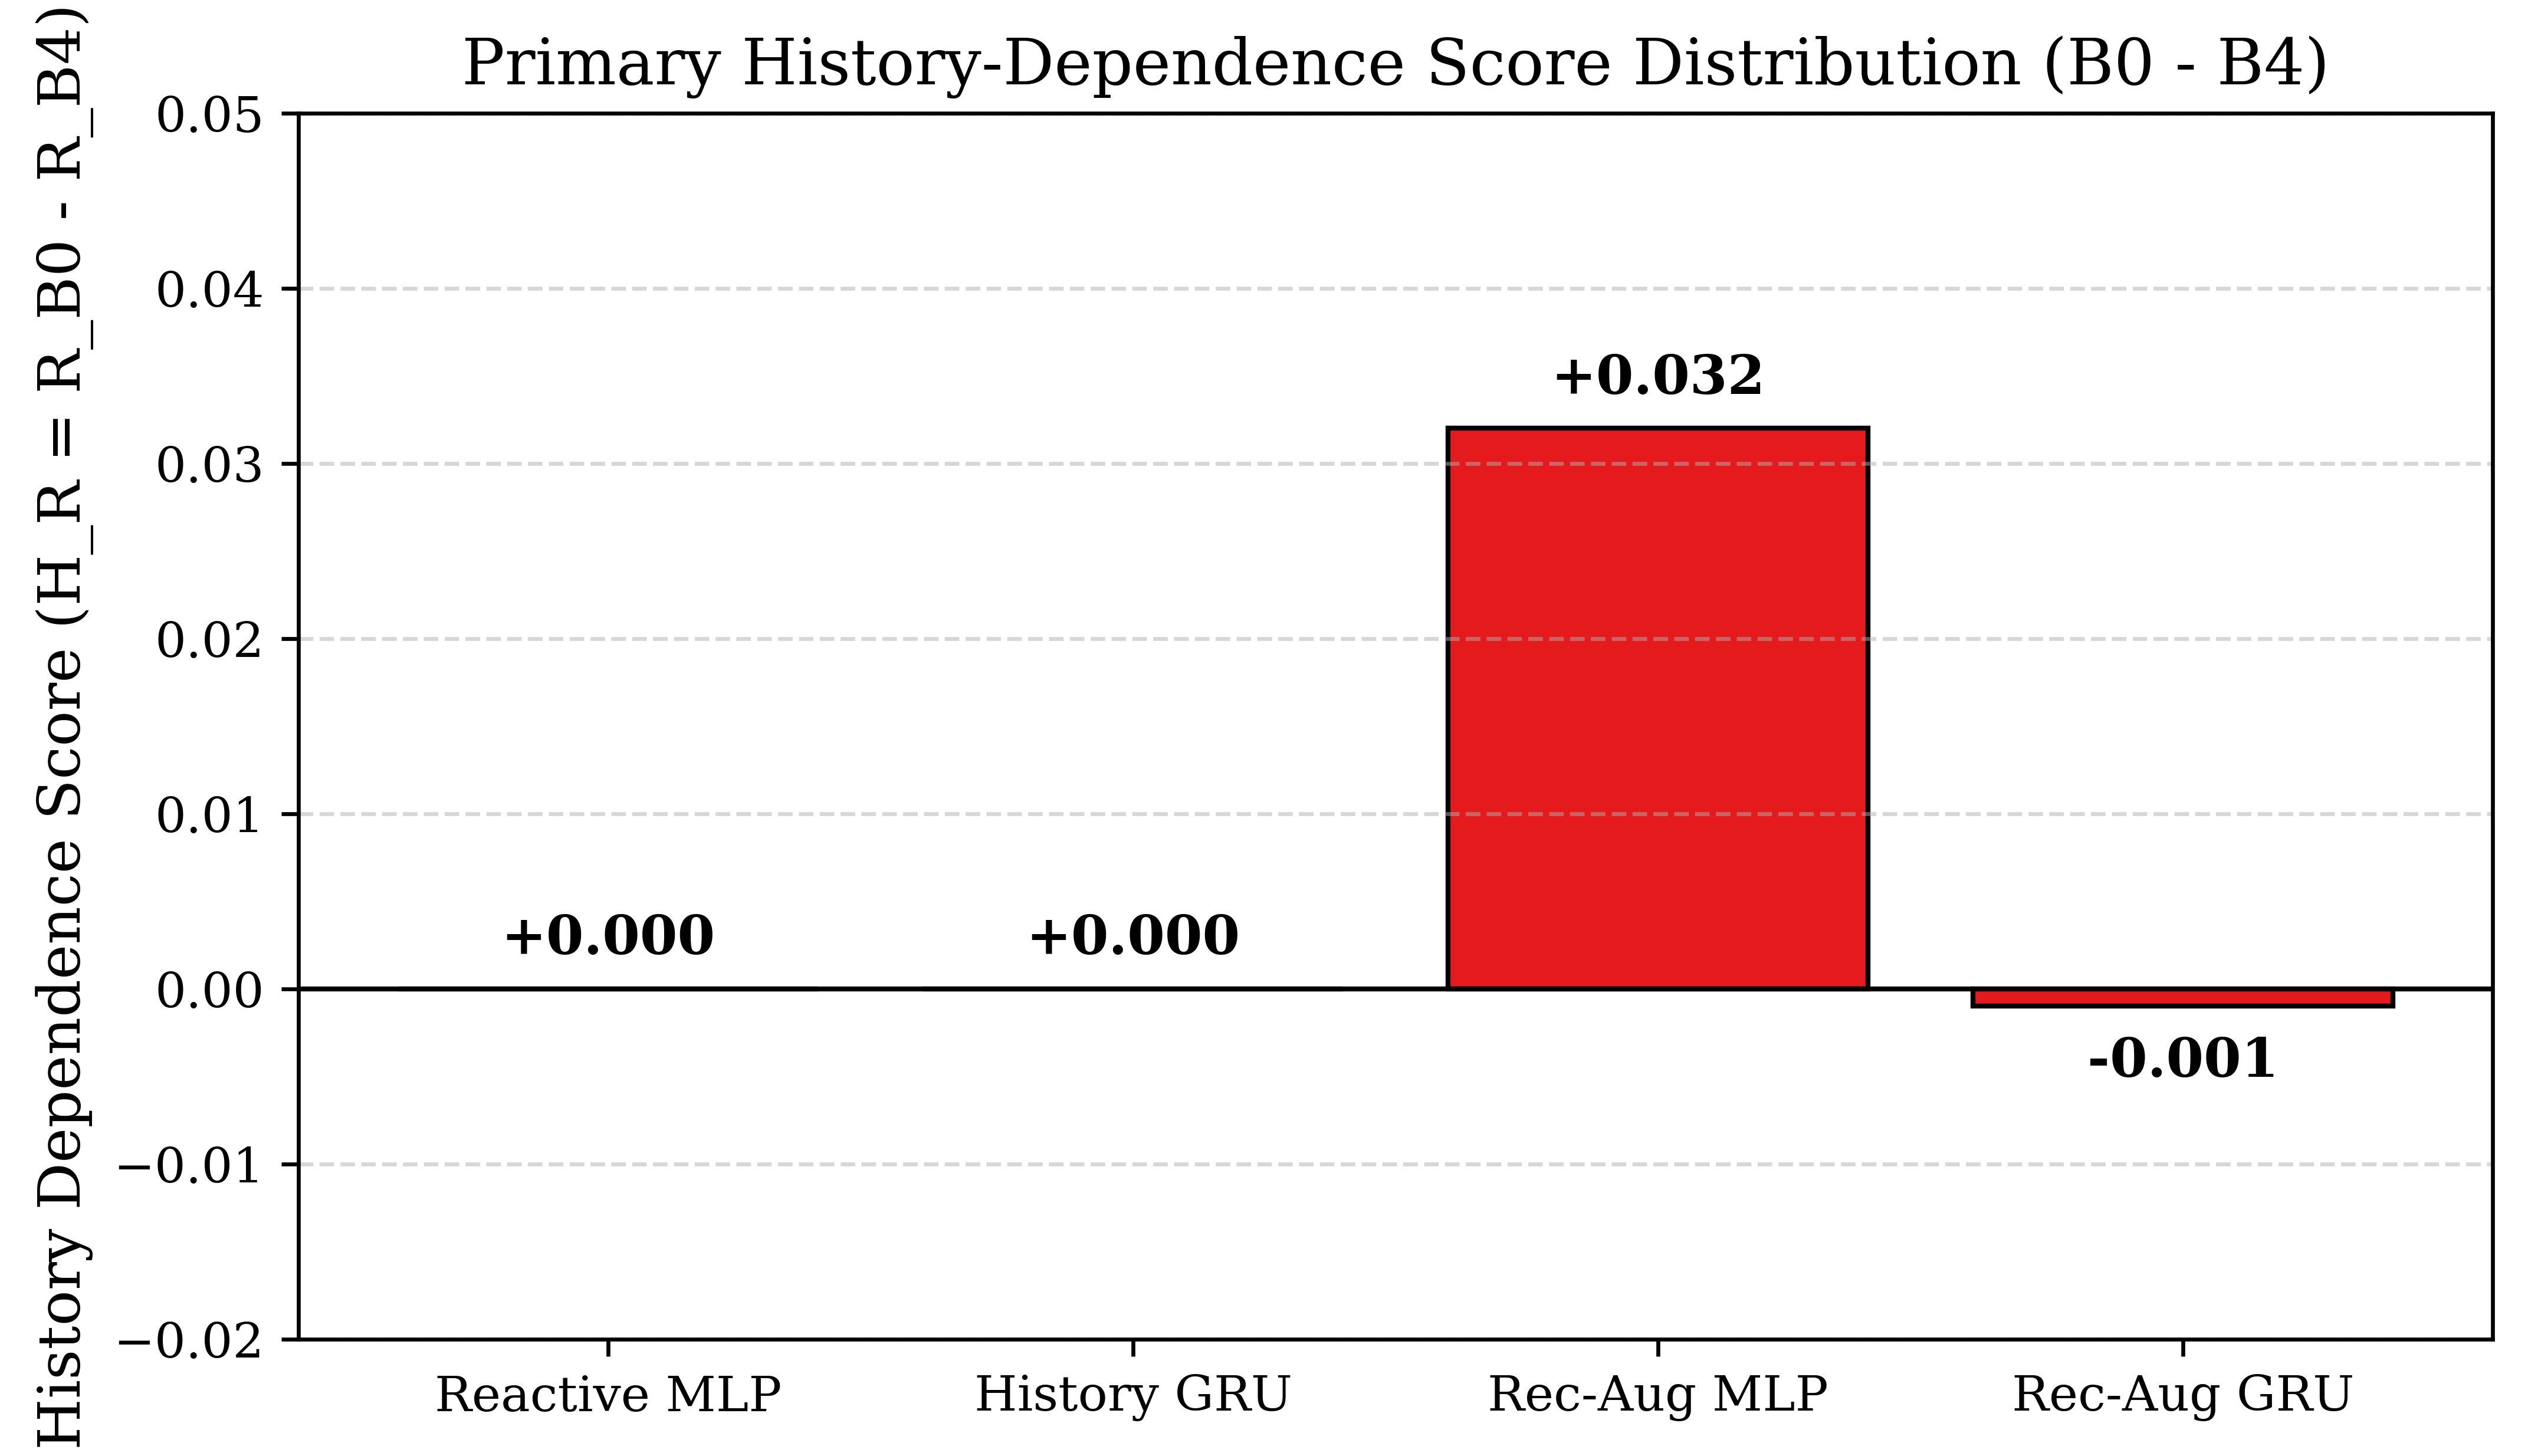 Primary History-Dependence Score Distribution (B0 - B4)
History Dependence Score (H_R = R_B0 - R_B4)
0.05
0.04
0.03
0.02
0.01
0.00
−0.01
−0.02
+0.000
+0.000
+0.032
-0.001
Reactive MLP
History GRU
Rec-Aug MLP
Rec-Aug GRU